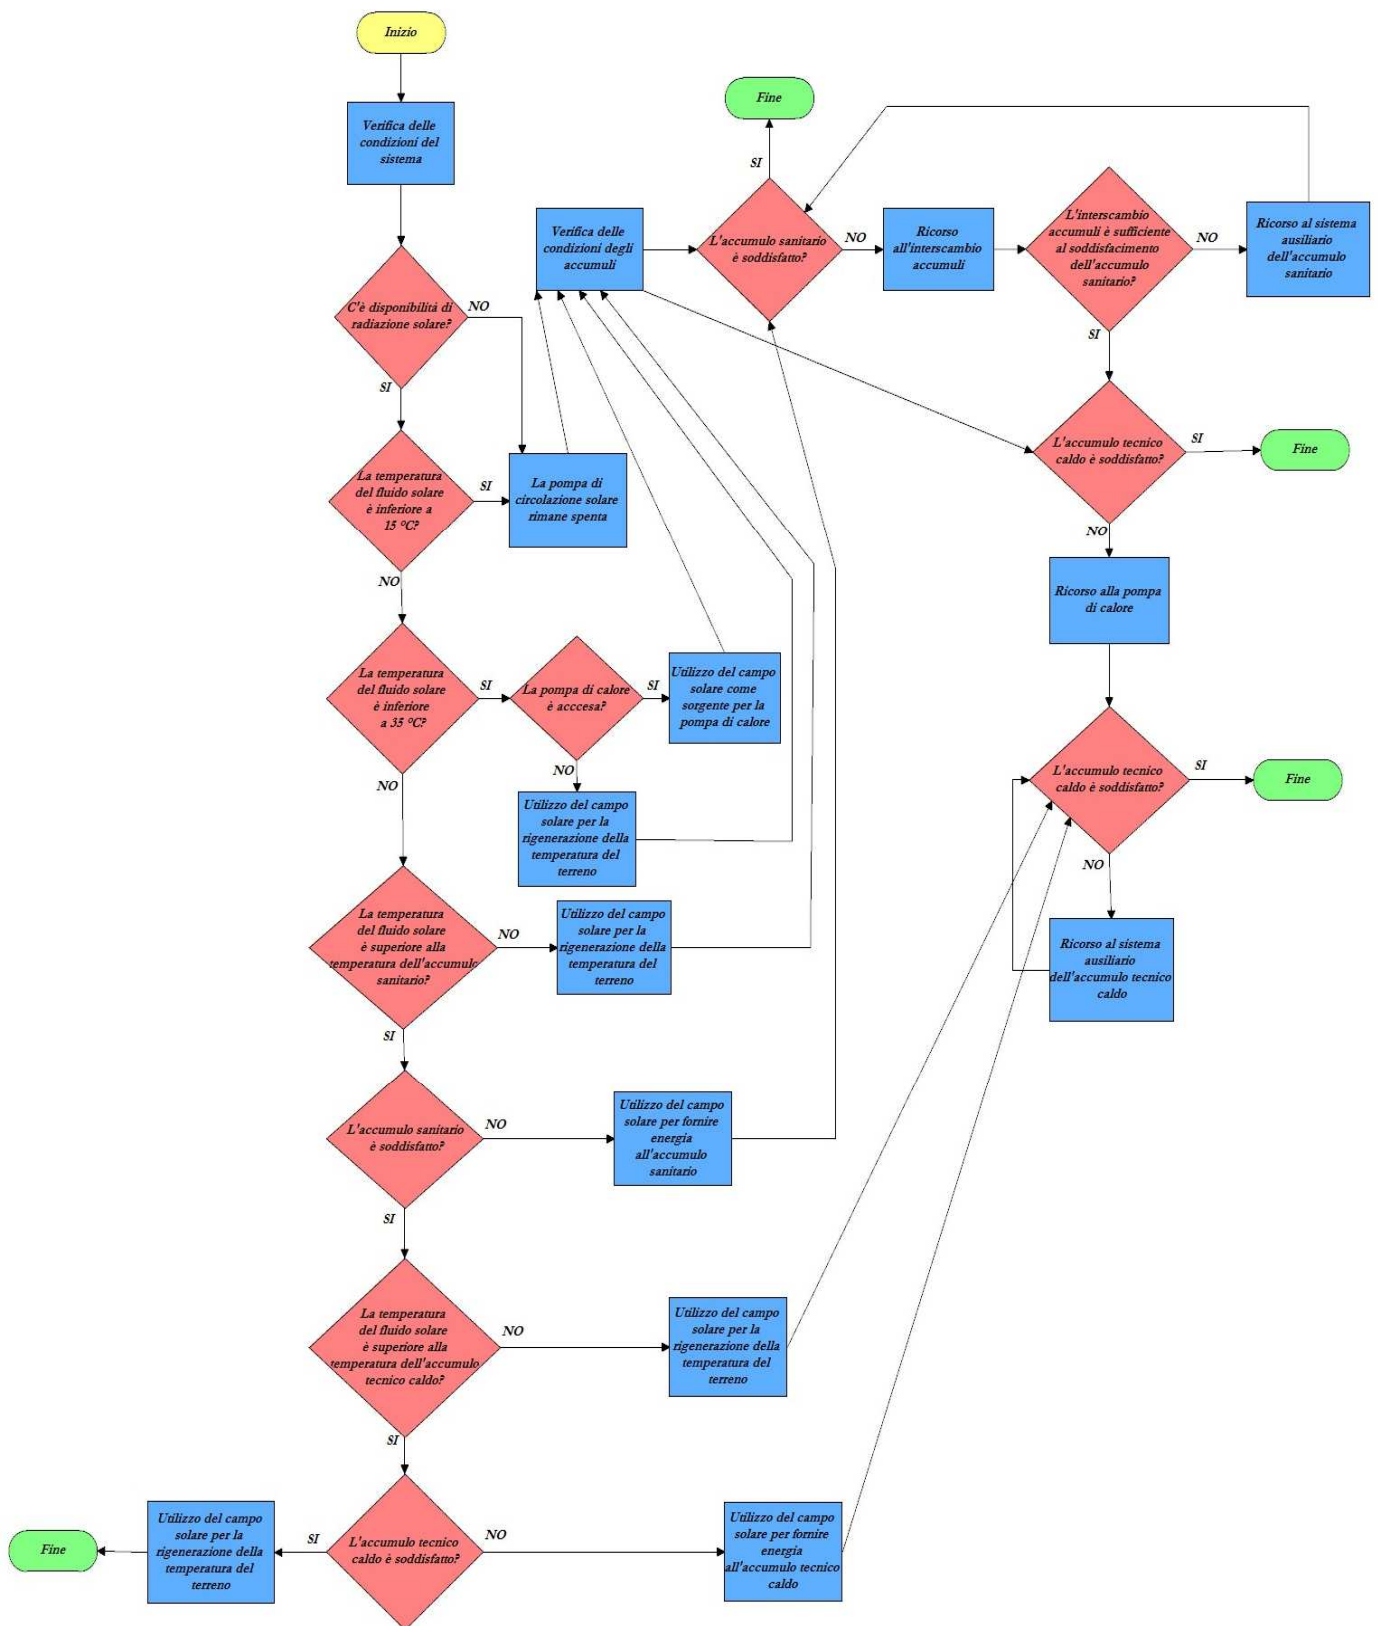 Inizio
Verifica delle
condizioni del
sistema
C'è disponibilità di
radiazione solare?
NO
SI
La temperatura
del fluido solare
è inferiore a
15 °C?
SI
La pompa di
circolazione solare
rimane spenta
NO
La temperatura
del fluido solare
è inferiore
a 35 °C?
SI
La pompa di calore
è acccesa?
SI
Utilizzo del campo
solare come
sorgente per la
pompa di calore
NO
Utilizzo del campo
solare per la
rigenerazione della
temperatura del
terreno
NO
La temperatura
del fluido solare
è superiore alla
temperatura dell'accumulo
sanitario?
NO
Utilizzo del campo
solare per la
rigenerazione della
temperatura del
terreno
SI
L'accumulo sanitario
è soddisfatto?
NO
Utilizzo del campo
solare per fornire
energia
all'accumulo
sanitario
SI
La temperatura
del fluido solare
è superiore alla
temperatura dell'accumulo
tecnico caldo?
NO
Utilizzo del campo
solare per la
rigenerazione della
temperatura del
terreno
SI
L'accumulo tecnico
caldo è soddisfatto?
SI
Utilizzo del campo
solare per la
rigenerazione della
temperatura del
terreno
Fine
NO
Utilizzo del campo
solare per fornire
energia
all'accumulo tecnico
caldo
Verifica delle
condizioni degli
accumuli
L'accumulo sanitario
è soddisfatto?
SI
Fine
NO
Ricorso
all'interscambio
accumuli
L'interscambio
accumuli è sufficiente
al soddisfacimento
dell'accumulo
sanitario?
NO
Ricorso al sistema
ausiliario
dell'accumulo
sanitario
SI
L'accumulo tecnico
caldo è soddisfatto?
SI
Fine
NO
Ricorso alla pompa
di calore
L'accumulo tecnico
caldo è soddisfatto?
SI
Fine
NO
Ricorso al sistema
ausiliario
dell'accumulo tecnico
caldo